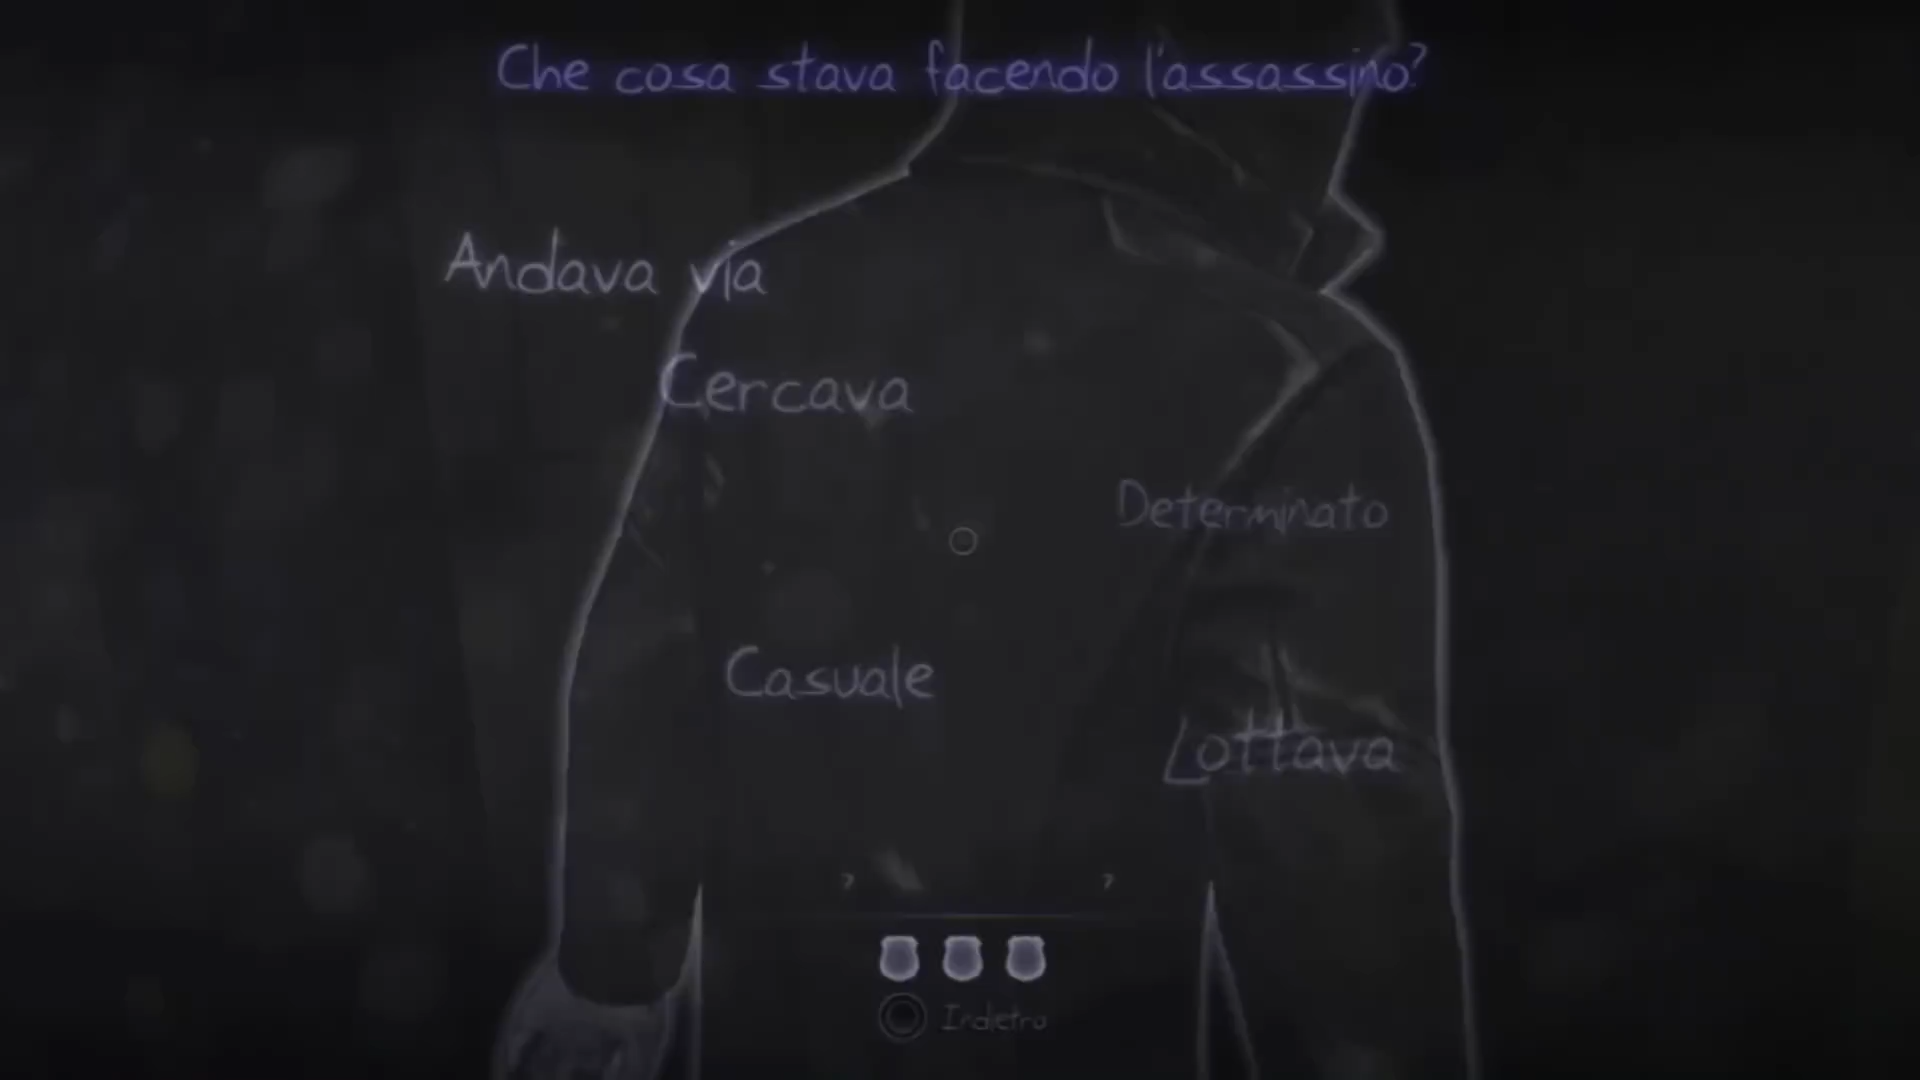 Che cosa stava facendo l'assassino?
Andava via
Cercava
Determinato
Casuale
Lottava
? ?
Indietro